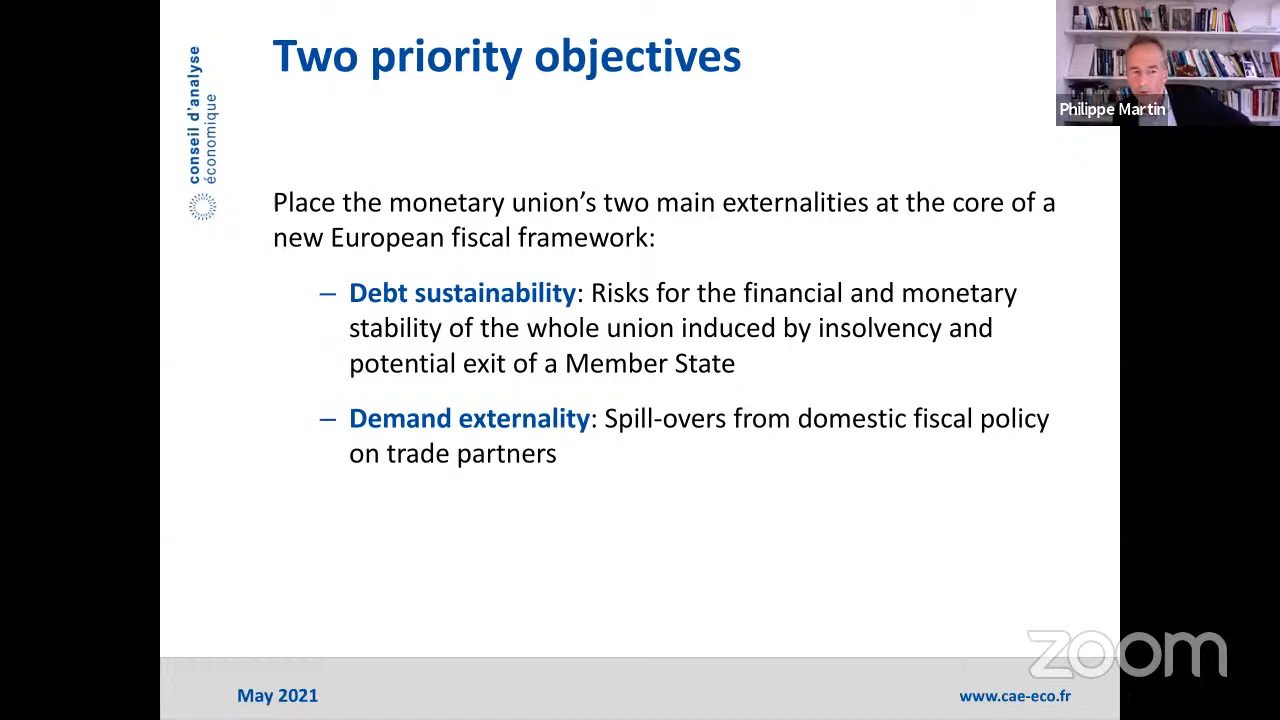 Two priority objectives
conseil d'analyse
économique
Philippe Martin
Place the monetary union's two main externalities at the core of a
new European fiscal framework:
– Debt sustainability: Risks for the financial and monetary
stability of the whole union induced by insolvency and
potential exit of a Member State
– Demand externality: Spill-overs from domestic fiscal policy
on trade partners
zoom
May 2021
www.cae-eco.fr